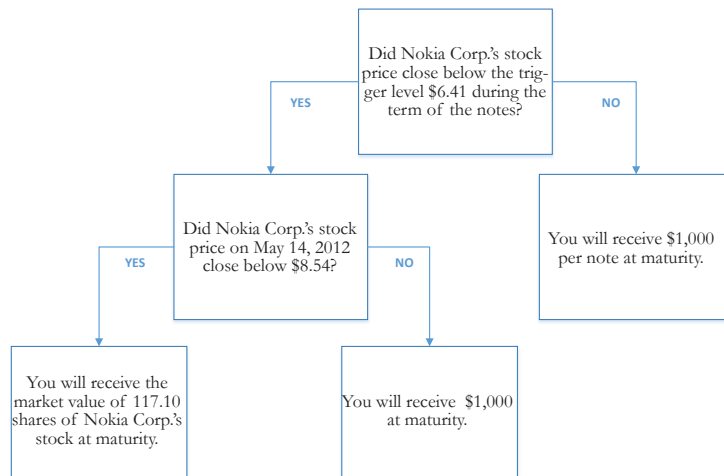 Did Nokia Corp.'s stock
price close below the trig-
ger level $6.41 during the
term of the notes?
YES
NO
Did Nokia Corp.'s stock
price on May 14, 2012
close below $8.54?
You will receive $1,000
per note at maturity.
YES
NO
You will receive the
market value of 117.10
shares of Nokia Corp.'s
stock at maturity.
You will receive $1,000
at maturity.